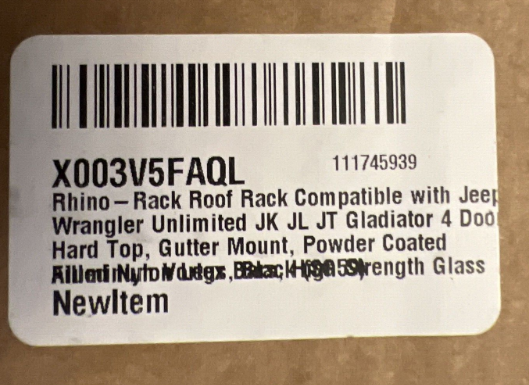 X003V5FAQL 111745939
Rhino-Rack Roof Rack Compatible with Jeep
Wrangler Unlimited JK JL JT Gladiator 4 Doo
Hard Top, Gutter Mount, Powder Coated
Strength Glass
NewItem